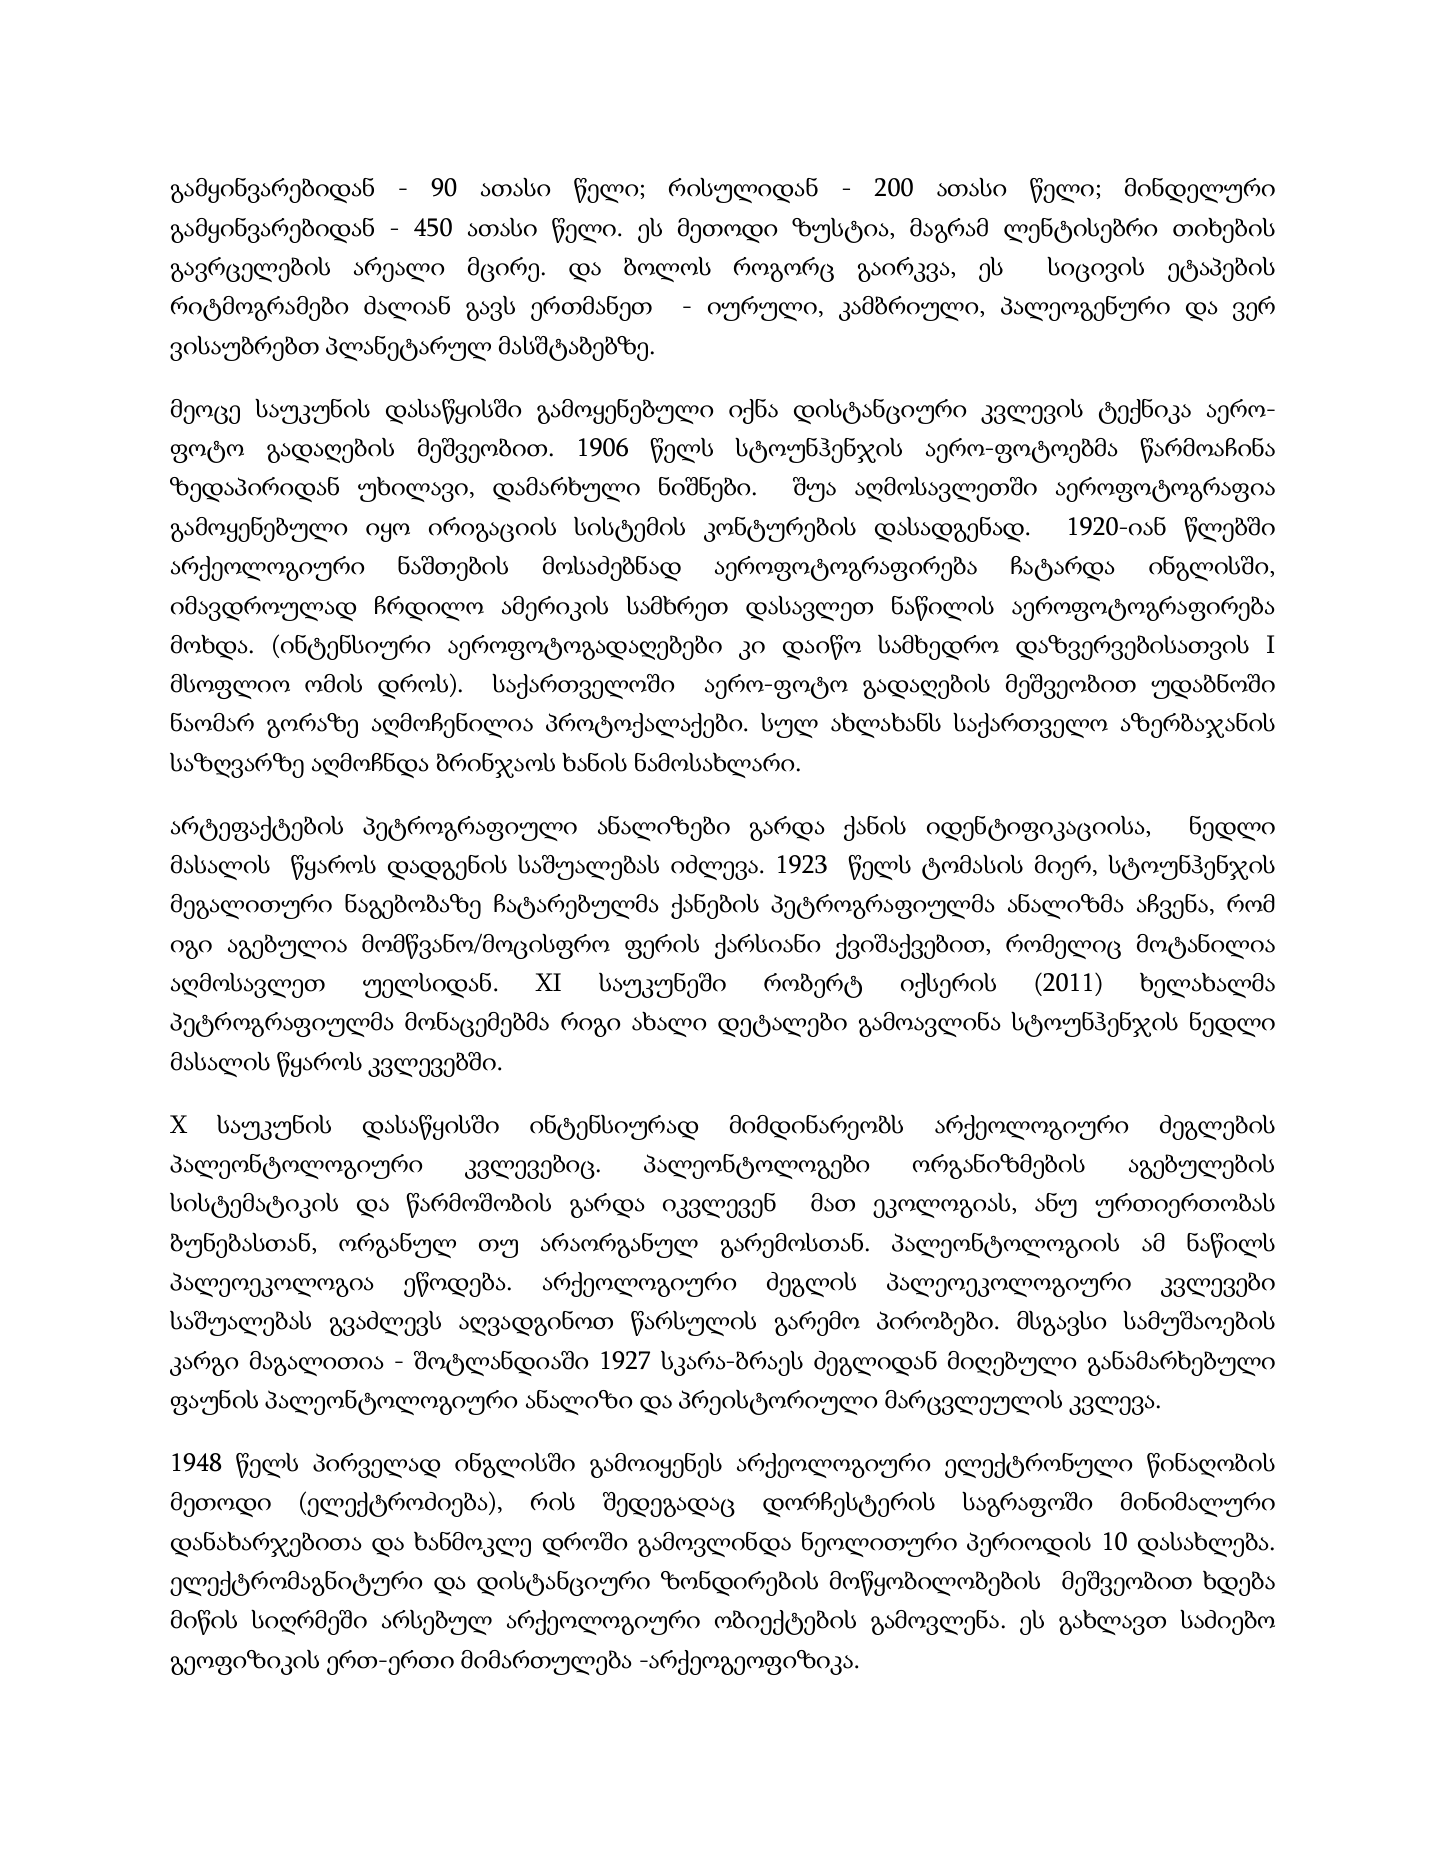 გამყინვარებიდან - 90 ათასი წელი; რისულიდან - 200 ათასი წელი; მინდელური
გამყინვარებიდან - 450 ათასი წელი. ეს მეთოდი ზუსტია, მაგრამ ლენტისებრი თიხების
გავრცელების არეალი მცირე. და ბოლოს როგორც გაირკვა, ეს სიცივის ეტაპების
რიტმოგრამები ძალიან გავს ერთმანეთ - იურული, კამბრიული, პალეოგენური და ვერ
ვისაუბრებთ პლანეტარულ მასშტაბებზე.
მეოცე საუკუნის დასაწყისში გამოყენებული იქნა დისტანციური კვლევის ტექნიკა აერო-
ფოტო გადაღების მეშვეობით. 1906 წელს სტოუნჰენჯის აერო-ფოტოებმა წარმოაჩინა
ზედაპირიდან უხილავი, დამარხული ნიშნები. შუა აღმოსავლეთში აეროფოტოგრაფია
გამოყენებული იყო ირიგაციის სისტემის კონტურების დასადგენად. 1920-იან წლებში
არქეოლოგიური ნაშთების მოსაძებნად აეროფოტოგრაფირება ჩატარდა ინგლისში,
იმავდროულად ჩრდილო ამერიკის სამხრეთ დასავლეთ ნაწილის აეროფოტოგრაფირება
მოხდა. (ინტენსიური აეროფოტოგადაღებები კი დაიწო სამხედრო დაზვერვებისათვის I
მსოფლიო ომის დროს). საქართველოში აერო-ფოტო გადაღების მეშვეობით უდაბნოში
ნაომარ გორაზე აღმოჩენილია პროტოქალაქები. სულ ახლახანს საქართველო აზერბაჯანის
საზღვარზე აღმოჩნდა ბრინჯაოს ხანის ნამოსახლარი.
არტეფაქტების პეტროგრაფიული ანალიზები გარდა ქანის იდენტიფიკაციისა, ნედლი
მასალის წყაროს დადგენის საშუალებას იძლევა. 1923 წელს ტომასის მიერ, სტოუნჰენჯის
მეგალითური ნაგებობაზე ჩატარებულმა ქანების პეტროგრაფიულმა ანალიზმა აჩვენა, რომ
იგი აგებულია მომწვანო/მოცისფრო ფერის ქარსიანი ქვიშაქვებით, რომელიც მოტანილია
აღმოსავლეთ უელსიდან. XI საუკუნეში რობერტ იქსერის (2011) ხელახალმა
პეტროგრაფიულმა მონაცემებმა რიგი ახალი დეტალები გამოავლინა სტოუნჰენჯის ნედლი
მასალის წყაროს კვლევებში.
X საუკუნის დასაწყისში ინტენსიურად მიმდინარეობს არქეოლოგიური ძეგლების
პალეონტოლოგიური კვლევებიც. პალეონტოლოგები ორგანიზმების აგებულების
სისტემატიკის და წარმოშობის გარდა იკვლევენ მათ ეკოლოგიას, ანუ ურთიერთობას
ბუნებასთან, ორგანულ თუ არაორგანულ გარემოსთან. პალეონტოლოგიის ამ ნაწილს
პალეოეკოლოგია ეწოდება. არქეოლოგიური ძეგლის პალეოეკოლოგიური კვლევები
საშუალებას გვაძლევს აღვადგინოთ წარსულის გარემო პირობები. მსგავსი სამუშაოების
კარგი მაგალითია - შოტლანდიაში 1927 სკარა-ბრაეს ძეგლიდან მიღებული განამარხებული
ფაუნის პალეონტოლოგიური ანალიზი და პრეისტორიული მარცვლეულის კვლევა.
1948 წელს პირველად ინგლისში გამოიყენეს არქეოლოგიური ელექტრონული წინაღობის
მეთოდი (ელექტროძიება), რის შედეგადაც დორჩესტერის საგრაფოში მინიმალური
დანახარჯებითა და ხანმოკლე დროში გამოვლინდა ნეოლითური პერიოდის 10 დასახლება.
ელექტრომაგნიტური და დისტანციური ზონდირების მოწყობილობების მეშვეობით ხდება
მიწის სიღრმეში არსებულ არქეოლოგიური ობიექტების გამოვლენა. ეს გახლავთ საძიებო
გეოფიზიკის ერთ-ერთი მიმართულება -არქეოგეოფიზიკა.